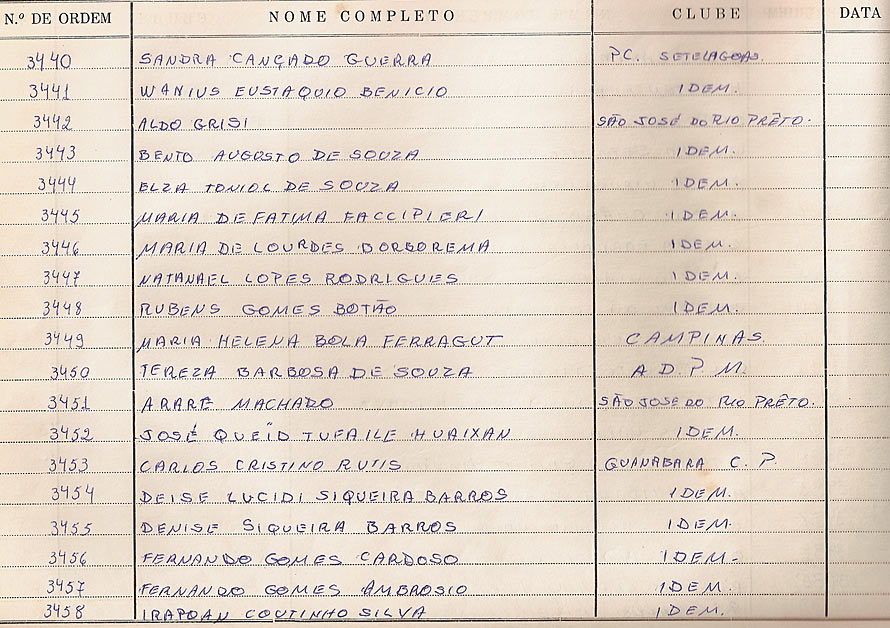 N.º DE ORDEM NOME COMPLETO CLUBE DATA
3440 SANDRA CANÇADO GUERRA PC. SETELAGOAS.
3441 WANIUS EUSTAQUIO BENICIO IDEM.
3442 ALDO GRISI SÃO JOSÉ DO RIO PRÊTO.
3443 BENTO AUGUSTO DE SOUZA IDEM.
3444 ELZA TONIOL DE SOUZA IDEM.
3445 MARIA DE FATIMA FACCIPIERI IDEM.
3446 MARIA DE LOURDES BORBOREMA IDEM.
3447 NATANAEL LOPES RODRIGUES IDEM.
3448 RUBENS GOMES BOTÃO IDEM.
3449 MARIA HELENA BOLA FERRAGUT CAMPINAS.
3450 TEREZA BARBOSA DE SOUZA A D. P. M.
3451 ARARÊ MACHADO SÃO JOSE DO RIO PRÊTO.
3452 JOSÉ QUEÏD TUFAILE HUAIXAN IDEM.
3453 CARLOS CRISTINO RUTIS GUANABARA C. P.
3454 DEISE LUCIDI SIQUEIRA BARROS IDEM.
3455 DENISE SIQUEIRA BARROS IDEM.
3456 FERNANDO GOMES CARDOSO IDEM.
3457 FERNANDO GOMES AMBROSIO IDEM
3458 IRAPOAN COUTINHO SILVA IDEM.